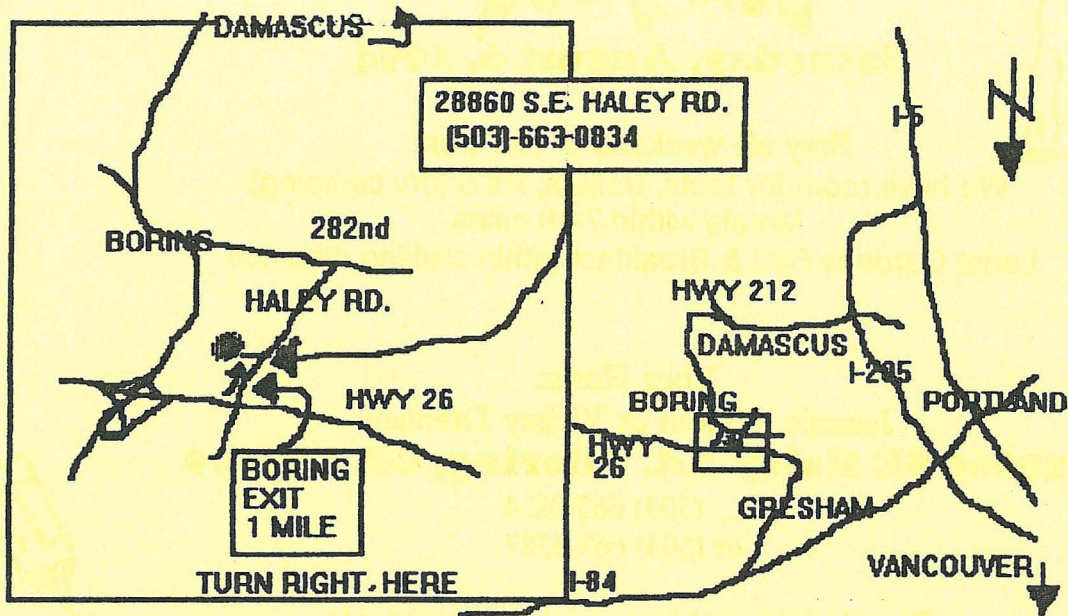 DAMASCUS
28860 S.E. HALEY RD.
(503)-663-0834
I-5
N
BORING
282nd
HALEY RD.
HWY 212
DAMASCUS
I-205
HWY 26
BORING
PORTLAND
HWY
26
BORING
EXIT
1 MILE
GRESHAM
VANCOUVER
TURN RIGHT HERE
I-84